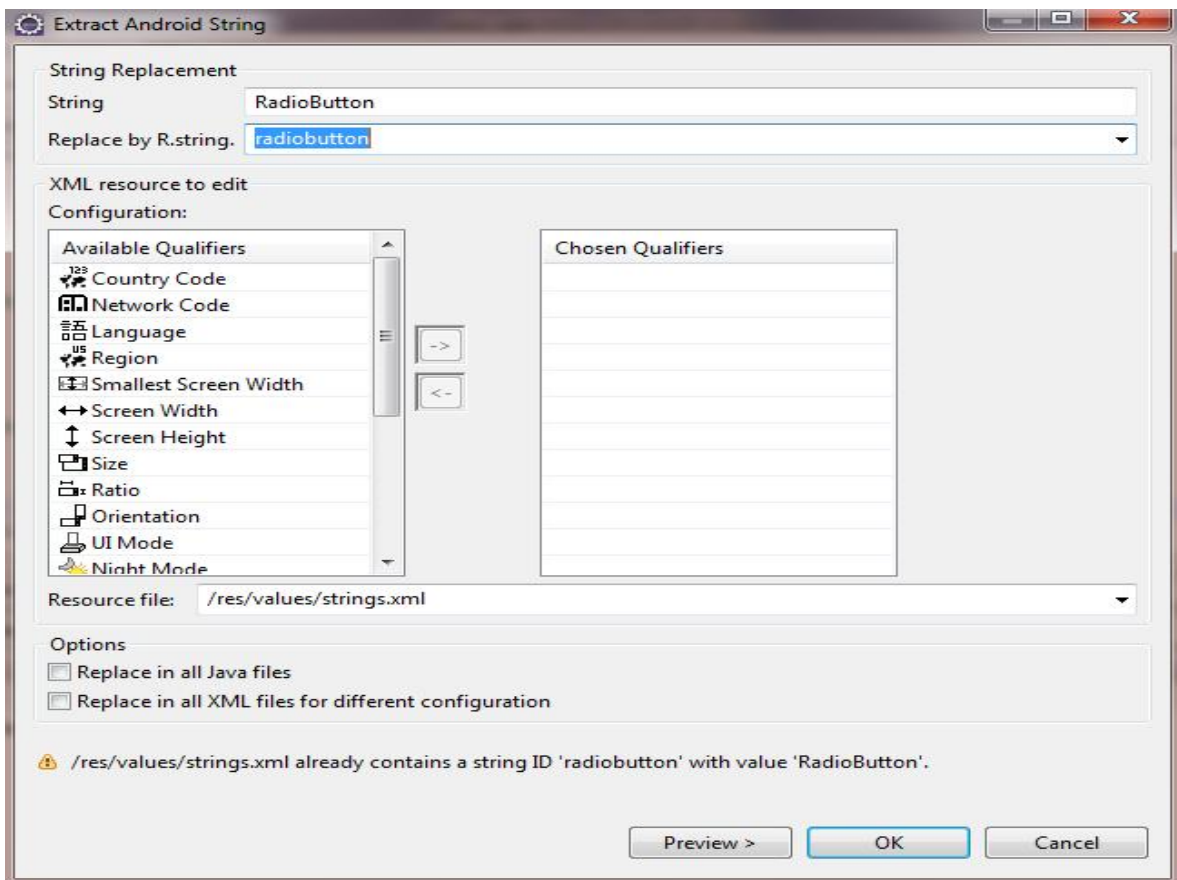 Extract Android String
String Replacement
String RadioButton
Replace by R.string. radiobutton
XML resource to edit
Configuration:
Available Qualifiers
Country Code
Network Code
Language
Region
Smallest Screen Width
Screen Width
Screen Height
Size
Ratio
Orientation
UI Mode
Night Mode
->
<-
Chosen Qualifiers
Resource file: /res/values/strings.xml
Options
Replace in all Java files
Replace in all XML files for different configuration
/res/values/strings.xml already contains a string ID 'radiobutton' with value 'RadioButton'.
Preview > OK Cancel